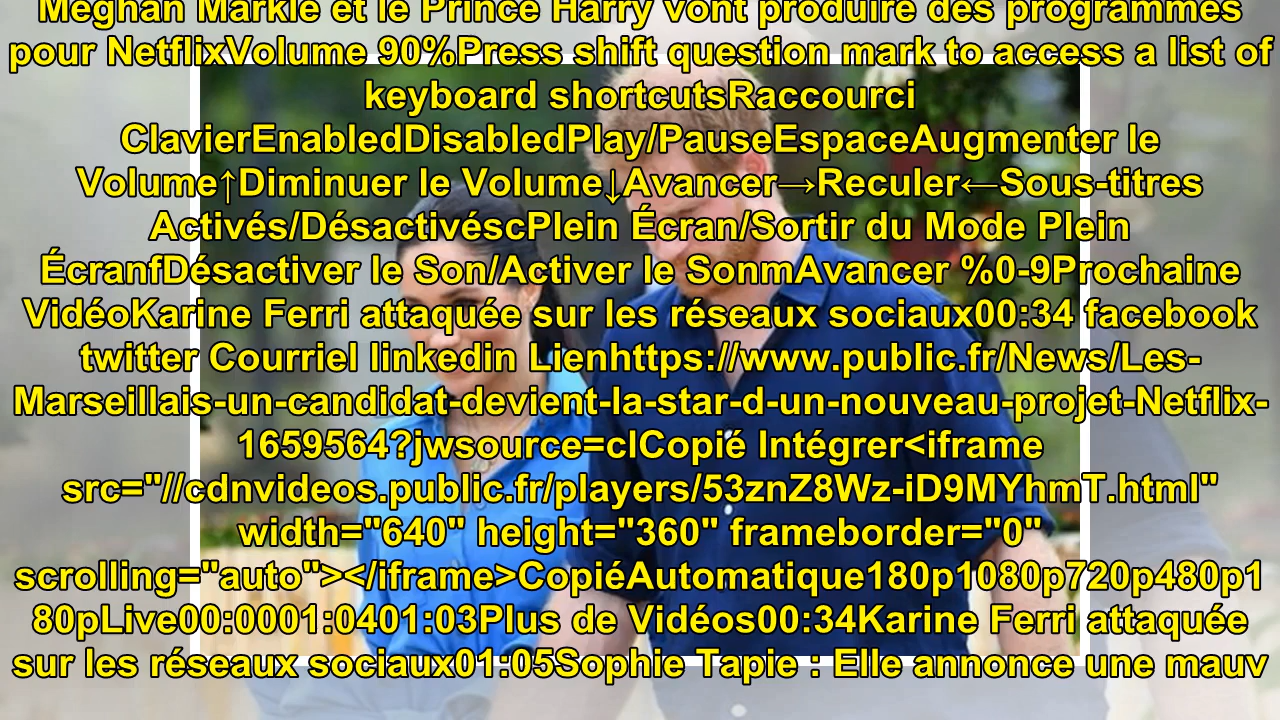 Meghan Markle et le Prince Harry vont produire des programmes
pour NetflixVolume 90%Press shift question mark to access a list of
keyboard shortcutsRaccourci
ClavierEnabledDisabledPlay/PauseEspaceAugmenter le
Volume↑Diminuer le Volume↓Avancer→Reculer←Sous-titres
Activés/DésactivéscPlein Écran/Sortir du Mode Plein
ÉcranfDésactiver le Son/Activer le SonmAvancer %0-9Prochaine
VidéoKarine Ferri attaquée sur les réseaux sociaux00:34 facebook
twitter Courriel linkedin Lienhttps://www.public.fr/News/Les-
Marseillais-un-candidat-devient-la-star-d-un-nouveau-projet-Netflix-
1659564?jwsource=clCopié Intégrer<iframe
src="//cdnvideos.public.fr/players/53znZ8Wz-iD9MYhmT.html"
width="640" height="360" frameborder="0"
scrolling="auto"></iframe>CopiéAutomatique180p1080p720p480p1
80pLive00:0001:0401:03Plus de Vidéos00:34Karine Ferri attaquée
sur les réseaux sociaux01:05Sophie Tapie : Elle annonce une mauv